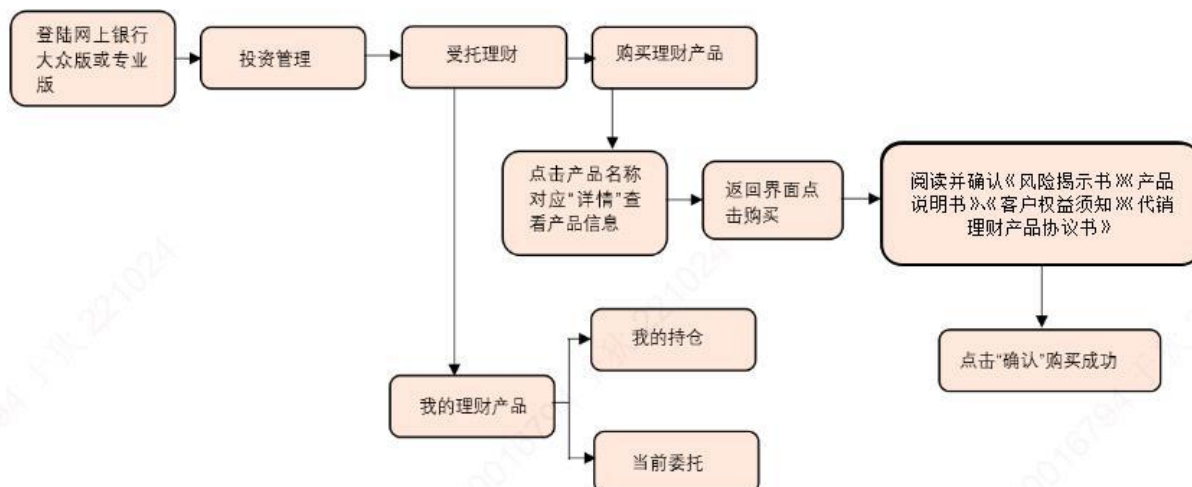 登陆网上银行
大众版或专业
版
投资管理
受托理财
购买理财产品
点击产品名称
对应“详情”查
看产品信息
返回界面点
击购买
阅读并确认《风险揭示书》《产品
说明书》、《客户权益须知》《代销
理财产品协议书》
点击“确认”购买成功
我的理财产品
我的持仓
当前委托